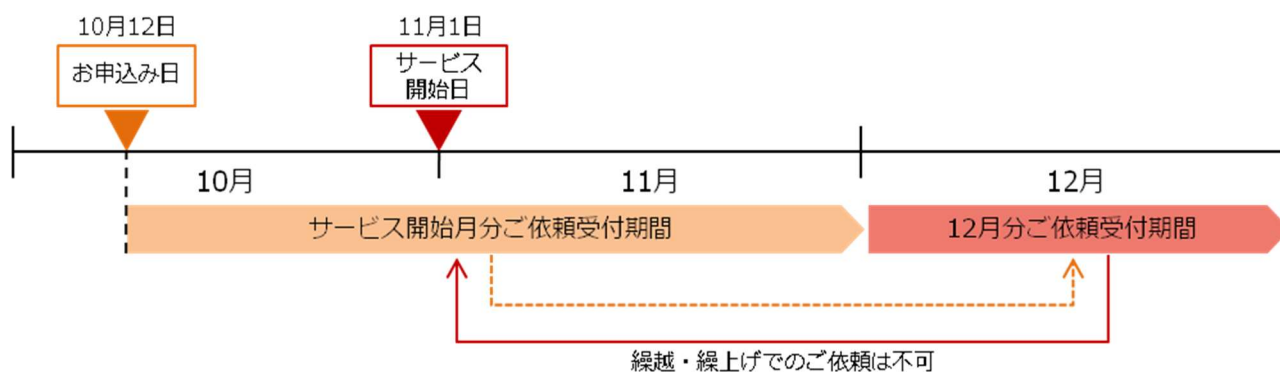 10月12日
お申込み日
11月1日
サービス
開始日
10月
11月
12月
サービス開始月分ご依頼受付期間
12月分ご依頼受付期間
繰越・繰上げでのご依頼は不可